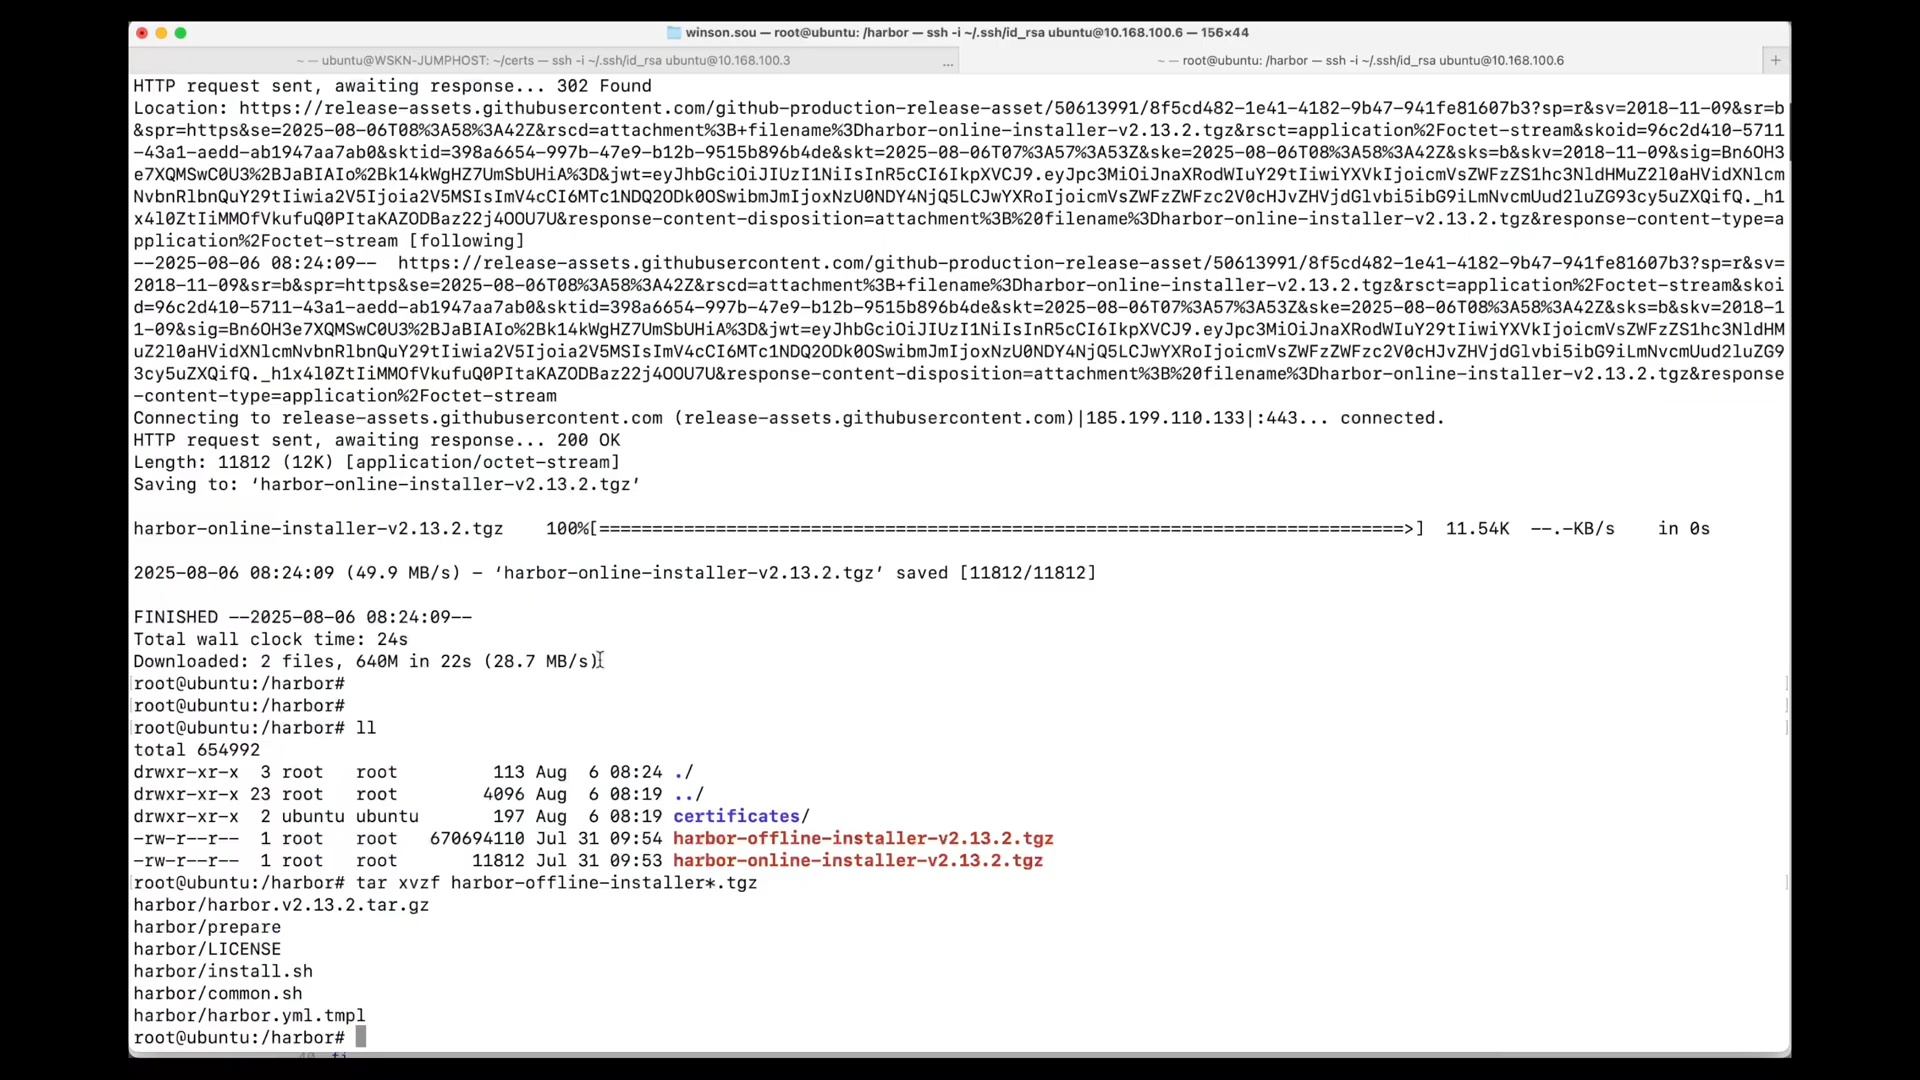 winson.sou — root@ubuntu: /harbor — ssh -i ~/.ssh/id_rsa ubuntu@10.168.100.6 — 156×44
~ — ubuntu@WSKN-JUMPHOST: ~/certs — ssh -i ~/.ssh/id_rsa ubuntu@10.168.100.3 ...
~ — root@ubuntu: /harbor — ssh -i ~/.ssh/id_rsa ubuntu@10.168.100.6 +
HTTP request sent, awaiting response... 302 Found
Location: https://release-assets.githubusercontent.com/github-production-release-asset/50613991/8f5cd482-1e41-4182-9b47-941fe81607b3?sp=r&sv=2018-11-09&sr=b
&spr=https&se=2025-08-06T08%3A58%3A42Z&rscd=attachment%3B+filename%3Dharbor-online-installer-v2.13.2.tgz&rsct=application%2Foctet-stream&skoid=96c2d410-5711
-43a1-aedd-ab1947aa7ab0&sktid=398a6654-997b-47e9-b12b-9515b896b4de&skt=2025-08-06T07%3A57%3A53Z&ske=2025-08-06T08%3A58%3A42Z&sks=b&skv=2018-11-09&sig=Bn6OH3
e7XQMSwC0U3%2BJaBIAIo%2Bk14kWgHZ7UmSbUHiA%3D&jwt=eyJhbGciOiJIUzI1NiIsInR5cCI6IkpXVCJ9.eyJpc3MiOiJnaXRodWIuY29tIiwiYXVkIjoicmVsZWFzZS1hc3NldHMuZ2l0aHVidXNlcm
NvbnRlbnQuY29tIiwia2V5Ijoia2V5MSIsImV4cCI6MTc1NDQ2ODk0OSwibmJmIjoxNzU0NDY4NjQ5LCJwYXRoIjoicmVsZWFzZWFzc2V0cHJvZHVjdGlvbi5ibG9iLmNvcmUud2luZG93cy5uZXQifQ._h1
x4l0ZtIiMMOfVkufuQ0PItaKAZODBaz22j4OOU7U&response-content-disposition=attachment%3B%20filename%3Dharbor-online-installer-v2.13.2.tgz&response-content-type=a
pplication%2Foctet-stream [following]
--2025-08-06 08:24:09--  https://release-assets.githubusercontent.com/github-production-release-asset/50613991/8f5cd482-1e41-4182-9b47-941fe81607b3?sp=r&sv=
2018-11-09&sr=b&spr=https&se=2025-08-06T08%3A58%3A42Z&rscd=attachment%3B+filename%3Dharbor-online-installer-v2.13.2.tgz&rsct=application%2Foctet-stream&skoi
d=96c2d410-5711-43a1-aedd-ab1947aa7ab0&sktid=398a6654-997b-47e9-b12b-9515b896b4de&skt=2025-08-06T07%3A57%3A53Z&ske=2025-08-06T08%3A58%3A42Z&sks=b&skv=2018-1
1-09&sig=Bn6OH3e7XQMSwC0U3%2BJaBIAIo%2Bk14kWgHZ7UmSbUHiA%3D&jwt=eyJhbGciOiJIUzI1NiIsInR5cCI6IkpXVCJ9.eyJpc3MiOiJnaXRodWIuY29tIiwiYXVkIjoicmVsZWFzZS1hc3NldHM
uZ2l0aHVidXNlcmNvbnRlbnQuY29tIiwia2V5Ijoia2V5MSIsImV4cCI6MTc1NDQ2ODk0OSwibmJmIjoxNzU0NDY4NjQ5LCJwYXRoIjoicmVsZWFzZWFzc2V0cHJvZHVjdGlvbi5ibG9iLmNvcmUud2luZG9
3cy5uZXQifQ._h1x4l0ZtIiMMOfVkufuQ0PItaKAZODBaz22j4OOU7U&response-content-disposition=attachment%3B%20filename%3Dharbor-online-installer-v2.13.2.tgz&response
-content-type=application%2Foctet-stream
Connecting to release-assets.githubusercontent.com (release-assets.githubusercontent.com)|185.199.110.133|:443... connected.
HTTP request sent, awaiting response... 200 OK
Length: 11812 (12K) [application/octet-stream]
Saving to: ‘harbor-online-installer-v2.13.2.tgz’
harbor-online-installer-v2.13.2.tgz    100%[============================================================================>]  11.54K  --.-KB/s    in 0s
2025-08-06 08:24:09 (49.9 MB/s) - ‘harbor-online-installer-v2.13.2.tgz’ saved [11812/11812]
FINISHED --2025-08-06 08:24:09--
Total wall clock time: 24s
Downloaded: 2 files, 640M in 22s (28.7 MB/s)
root@ubuntu:/harbor#
root@ubuntu:/harbor#
root@ubuntu:/harbor# ll
total 654992
drwxr-xr-x  3 root   root         113 Aug  6 08:24 ./
drwxr-xr-x 23 root   root        4096 Aug  6 08:19 ../
drwxr-xr-x  2 ubuntu ubuntu       197 Aug  6 08:19 certificates/
-rw-r--r--  1 root   root   670694110 Jul 31 09:54 harbor-offline-installer-v2.13.2.tgz
-rw-r--r--  1 root   root       11812 Jul 31 09:53 harbor-online-installer-v2.13.2.tgz
root@ubuntu:/harbor# tar xvzf harbor-offline-installer*.tgz
harbor/harbor.v2.13.2.tar.gz
harbor/prepare
harbor/LICENSE
harbor/install.sh
harbor/common.sh
harbor/harbor.yml.tmpl
root@ubuntu:/harbor#